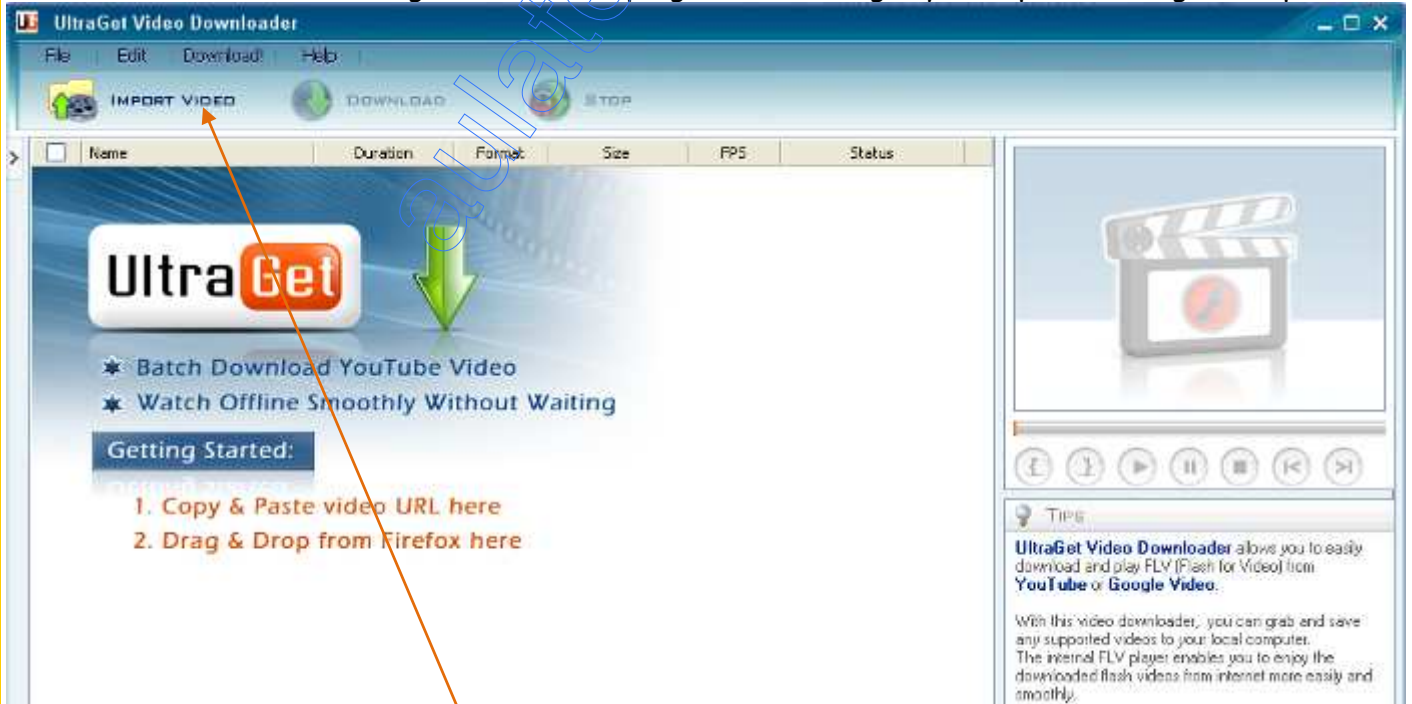 UltraGet Video Downloader
File Edit Download! Help
IMPORT VIDEO DOWNLOAD STOP
Name Duration Format Size FPS Status
UltraGet
Batch Download YouTube Video
Watch Offline Smoothly Without Waiting
Getting Started:
1. Copy & Paste video URL here
2. Drag & Drop from Firefox here
TIPS
UltraGet Video Downloader allows you to easily
download and play FLV (Flash for Video) from
YouTube or Google Video.
With this video downloader, you can grab and save
any supported videos to your local computer.
The internal FLV player enables you to enjoy the
downloaded flash videos from internet more easily and
smoothly.